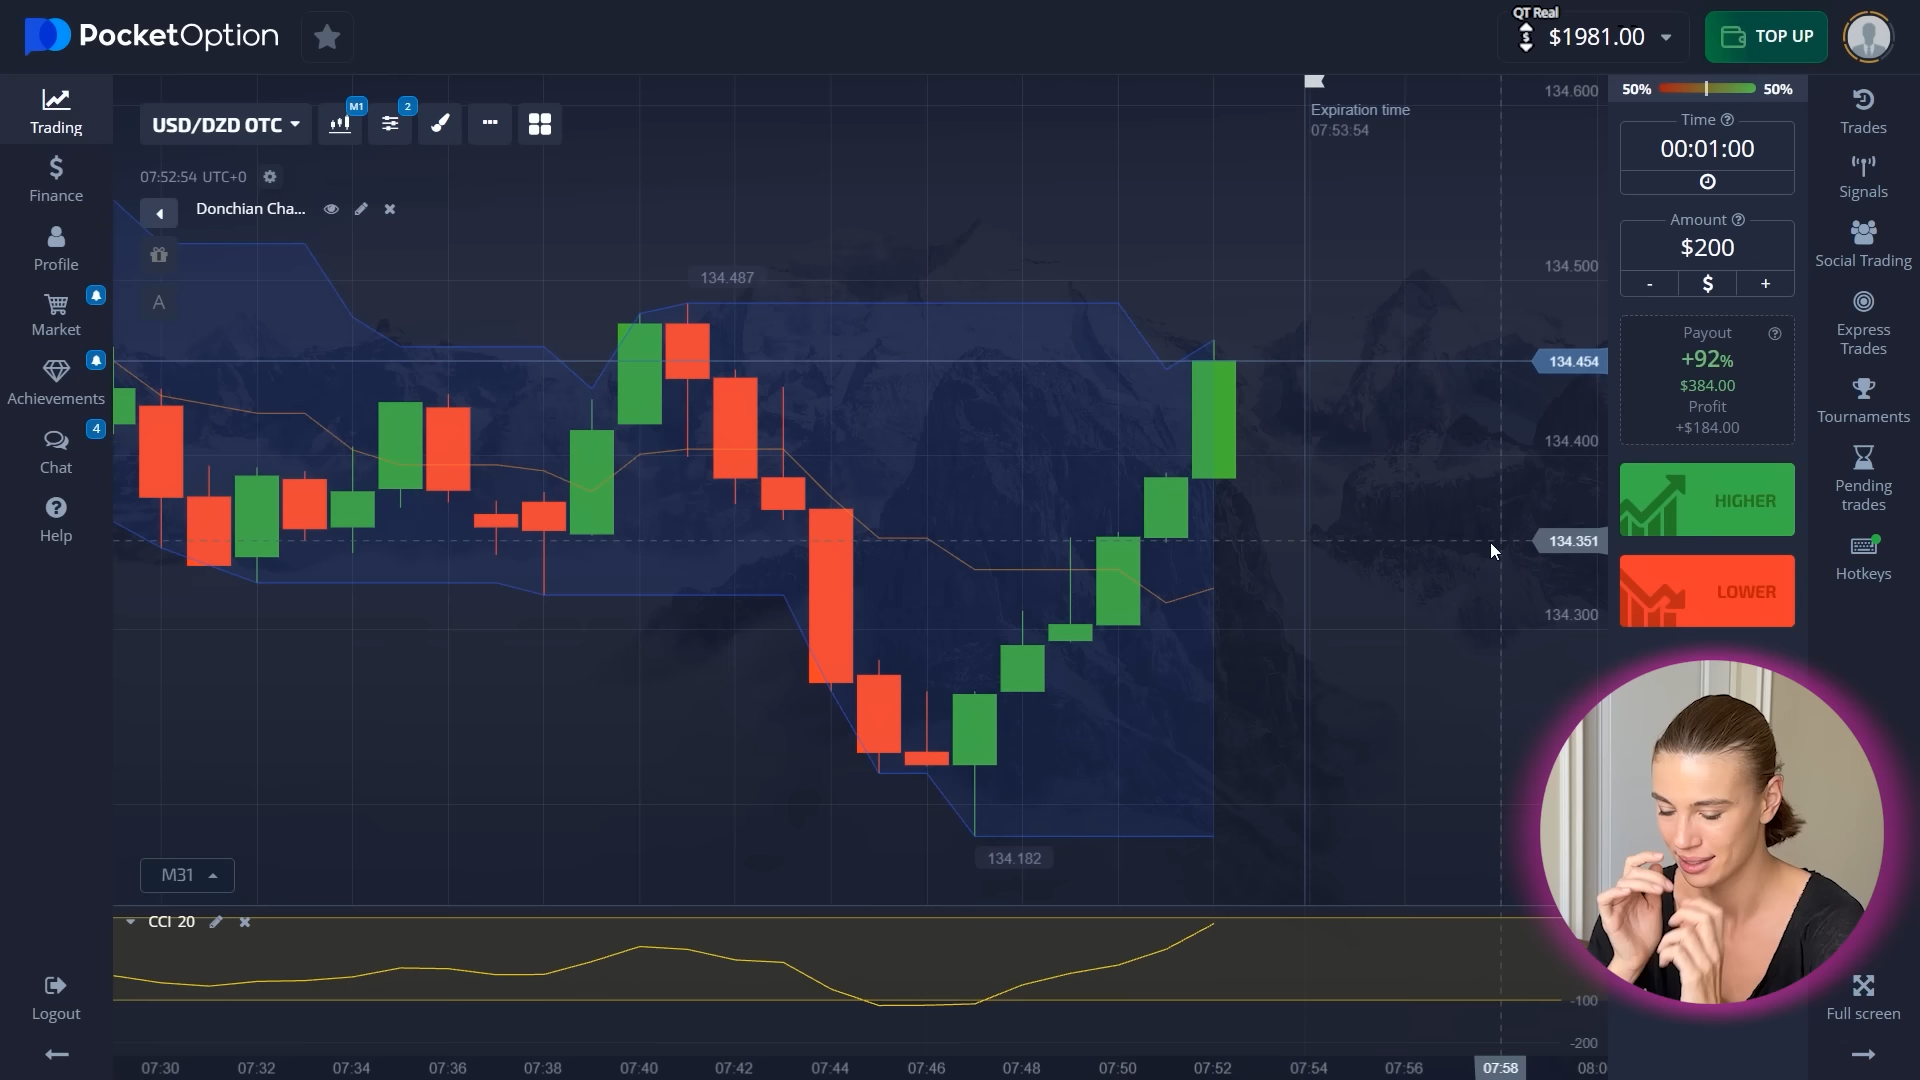 PocketOption
QT Real
$1981.00
TOP UP
Trading
Finance
Profile
Market
Achievements
4
Chat
Help
Logout
USD/DZD OTC
M1
2
07:52:54 UTC+0
Donchian Cha...
A
134.487
134.182
Expiration time
07:53:54
134.600
134.500
134.454
134.400
134.351
134.300
M31
CCI 20
-100
-200
07:30
07:32
07:34
07:36
07:38
07:40
07:42
07:44
07:46
07:48
07:50
07:52
07:54
07:56
07:58
08:0
50%
50%
Time
00:01:00
Amount
$200
- $ +
Payout
+92%
$384.00
Profit
+$184.00
HIGHER
LOWER
Trades
Signals
Social Trading
Express
Trades
Tournaments
Pending
trades
Hotkeys
Full screen